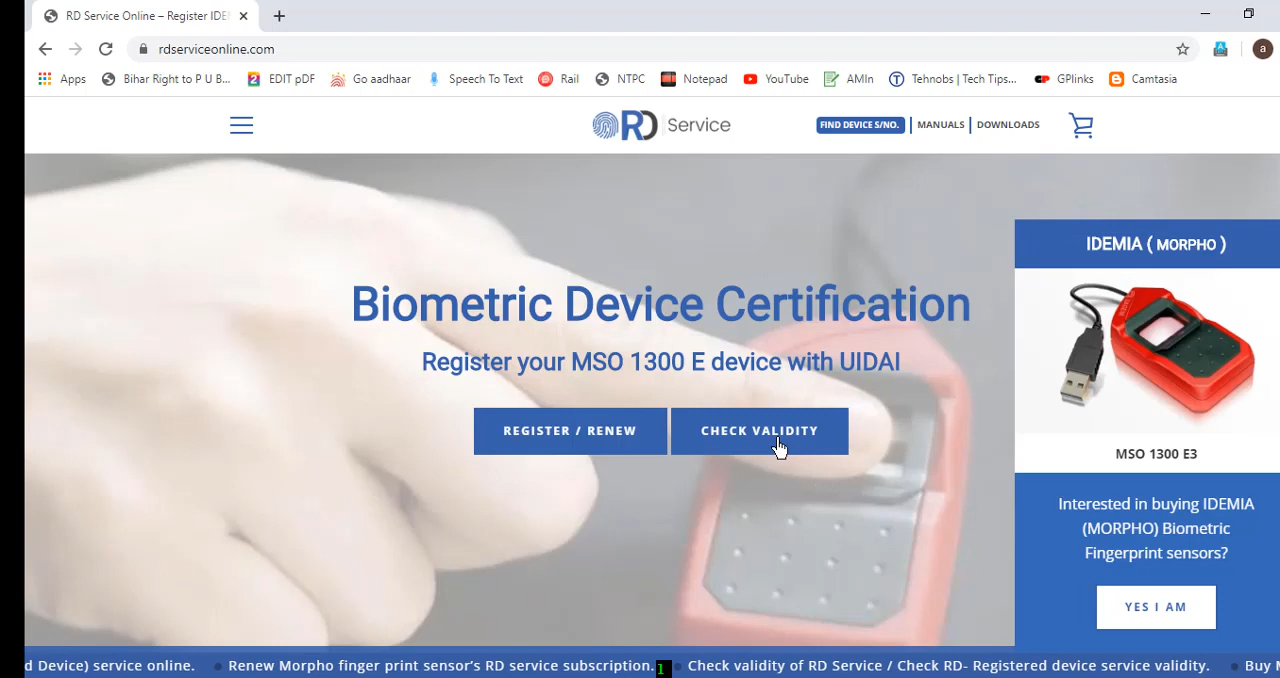 RD Service Online – Register IDE
rdserviceonline.com
a
Apps
Bihar Right to P U B...
EDIT pDF
Go aadhaar
Speech To Text
Rail
NTPC
Notepad
YouTube
AMIn
Tehnobs | Tech Tips...
GPlinks
Camtasia
RD Service
FIND DEVICE S/NO.
MANUALS
DOWNLOADS
Biometric Device Certification
Register your MSO 1300 E device with UIDAI
REGISTER / RENEW
CHECK VALIDITY
IDEMIA ( MORPHO )
MSO 1300 E3
Interested in buying IDEMIA
(MORPHO) Biometric
Fingerprint sensors?
YES I AM
d Device) service online.
Renew Morpho finger print sensor's RD service subscription.
1
Check validity of RD Service / Check RD- Registered device service validity.
Buy M